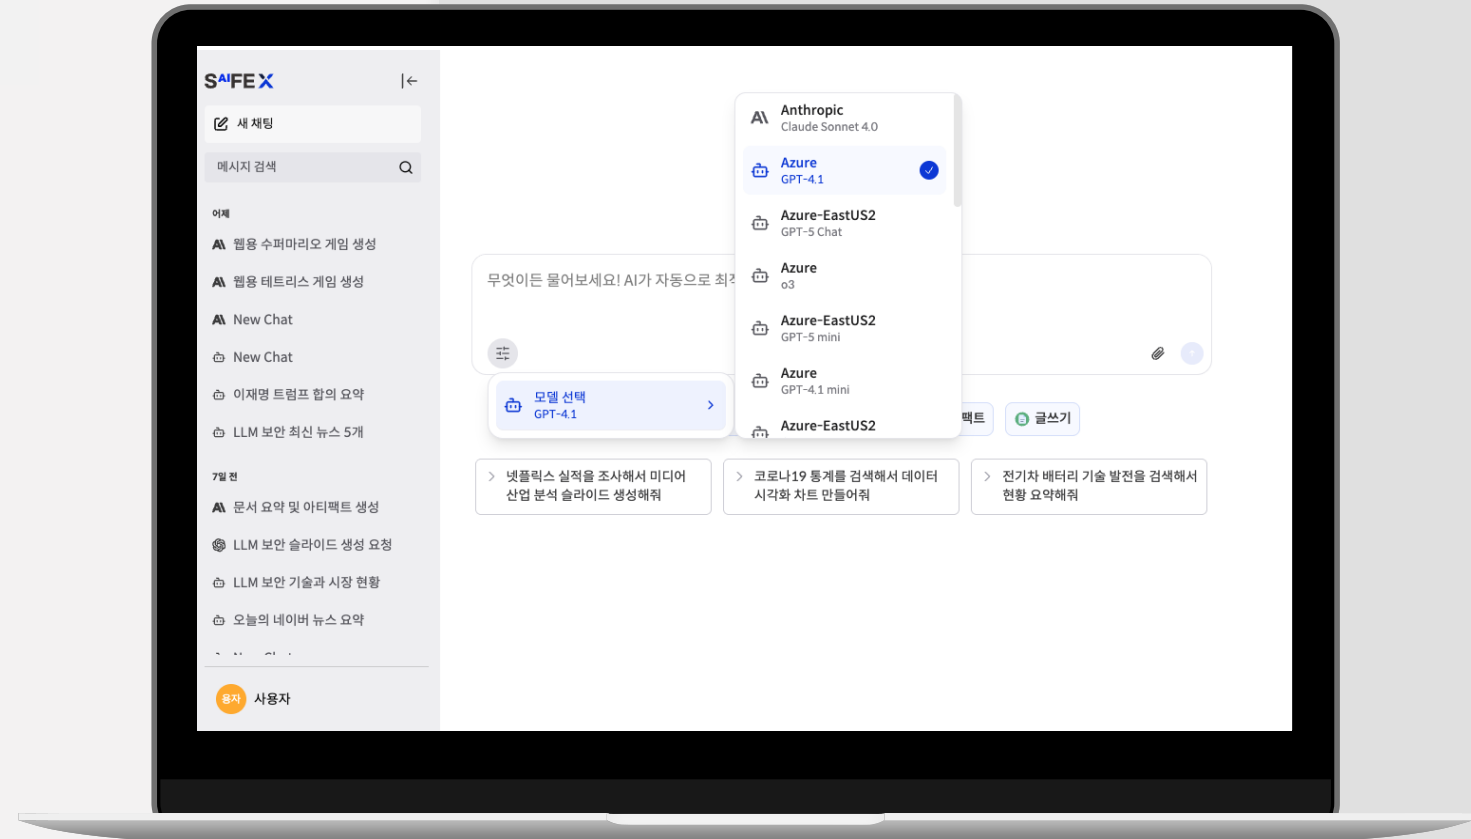 SAIFE X
새 채팅
메시지 검색
어제
웹용 수퍼마리오 게임 생성
웹용 테트리스 게임 생성
New Chat
New Chat
이재명 트럼프 합의 요약
LLM 보안 최신 뉴스 5개
7일 전
문서 요약 및 아티팩트 생성
LLM 보안 슬라이드 생성 요청
LLM 보안 기술과 시장 현황
오늘의 네이버 뉴스 요약
용자
사용자
무엇이든 물어보세요! AI가 자동으로 최적
모델 선택
GPT-4.1
Anthropic
Claude Sonnet 4.0
Azure
GPT-4.1
Azure-EastUS2
GPT-5 Chat
Azure
o3
Azure-EastUS2
GPT-5 mini
Azure
GPT-4.1 mini
Azure-EastUS2
팩트
글쓰기
넷플릭스 실적을 조사해서 미디어
산업 분석 슬라이드 생성해줘
코로나19 통계를 검색해서 데이터
시각화 차트 만들어줘
전기차 배터리 기술 발전을 검색해서
현황 요약해줘